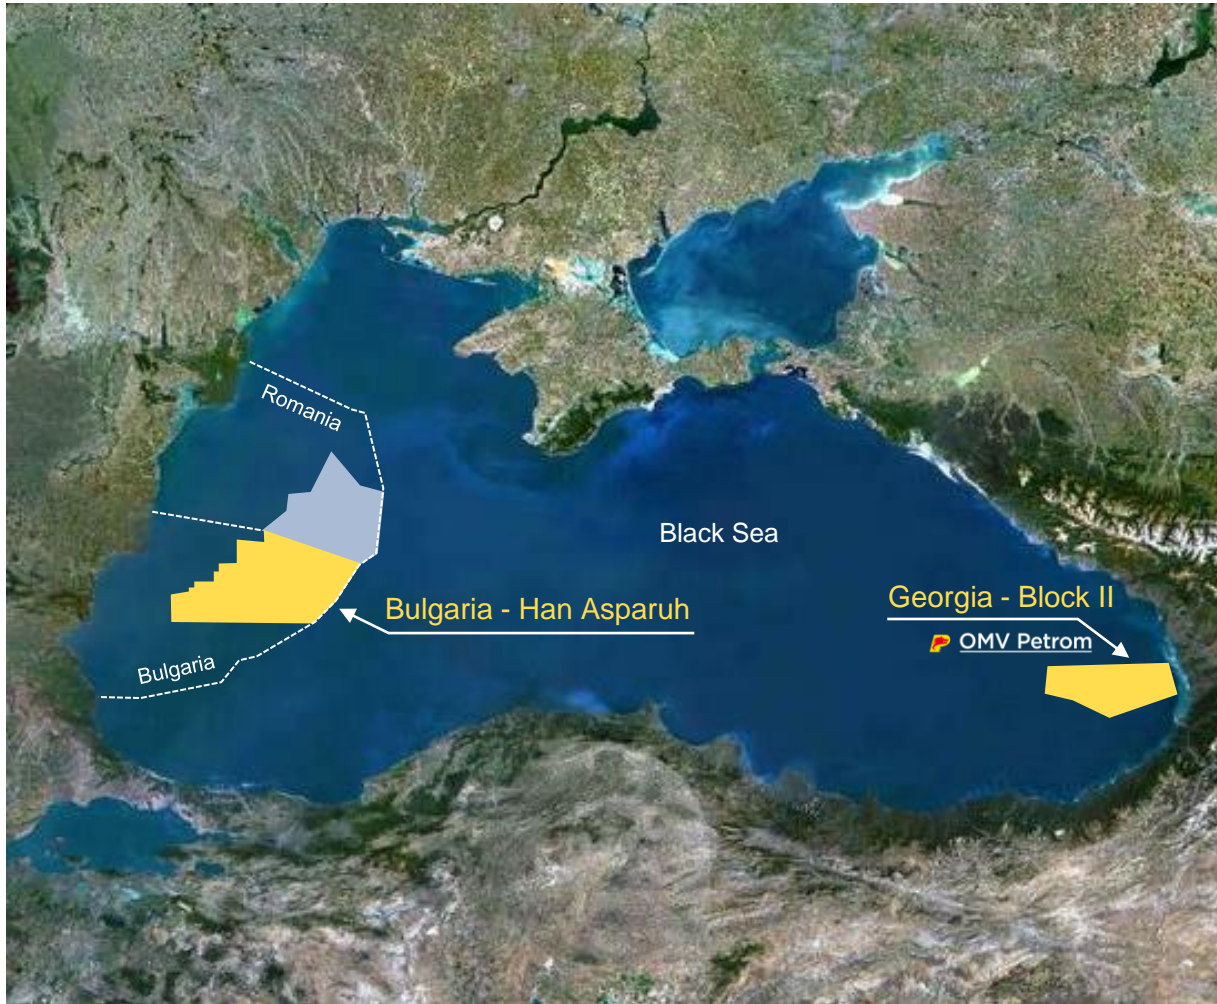 Romania
Black Sea
Bulgaria - Han Asparuh
Georgia - Block II
OMV Petrom
Bulgaria